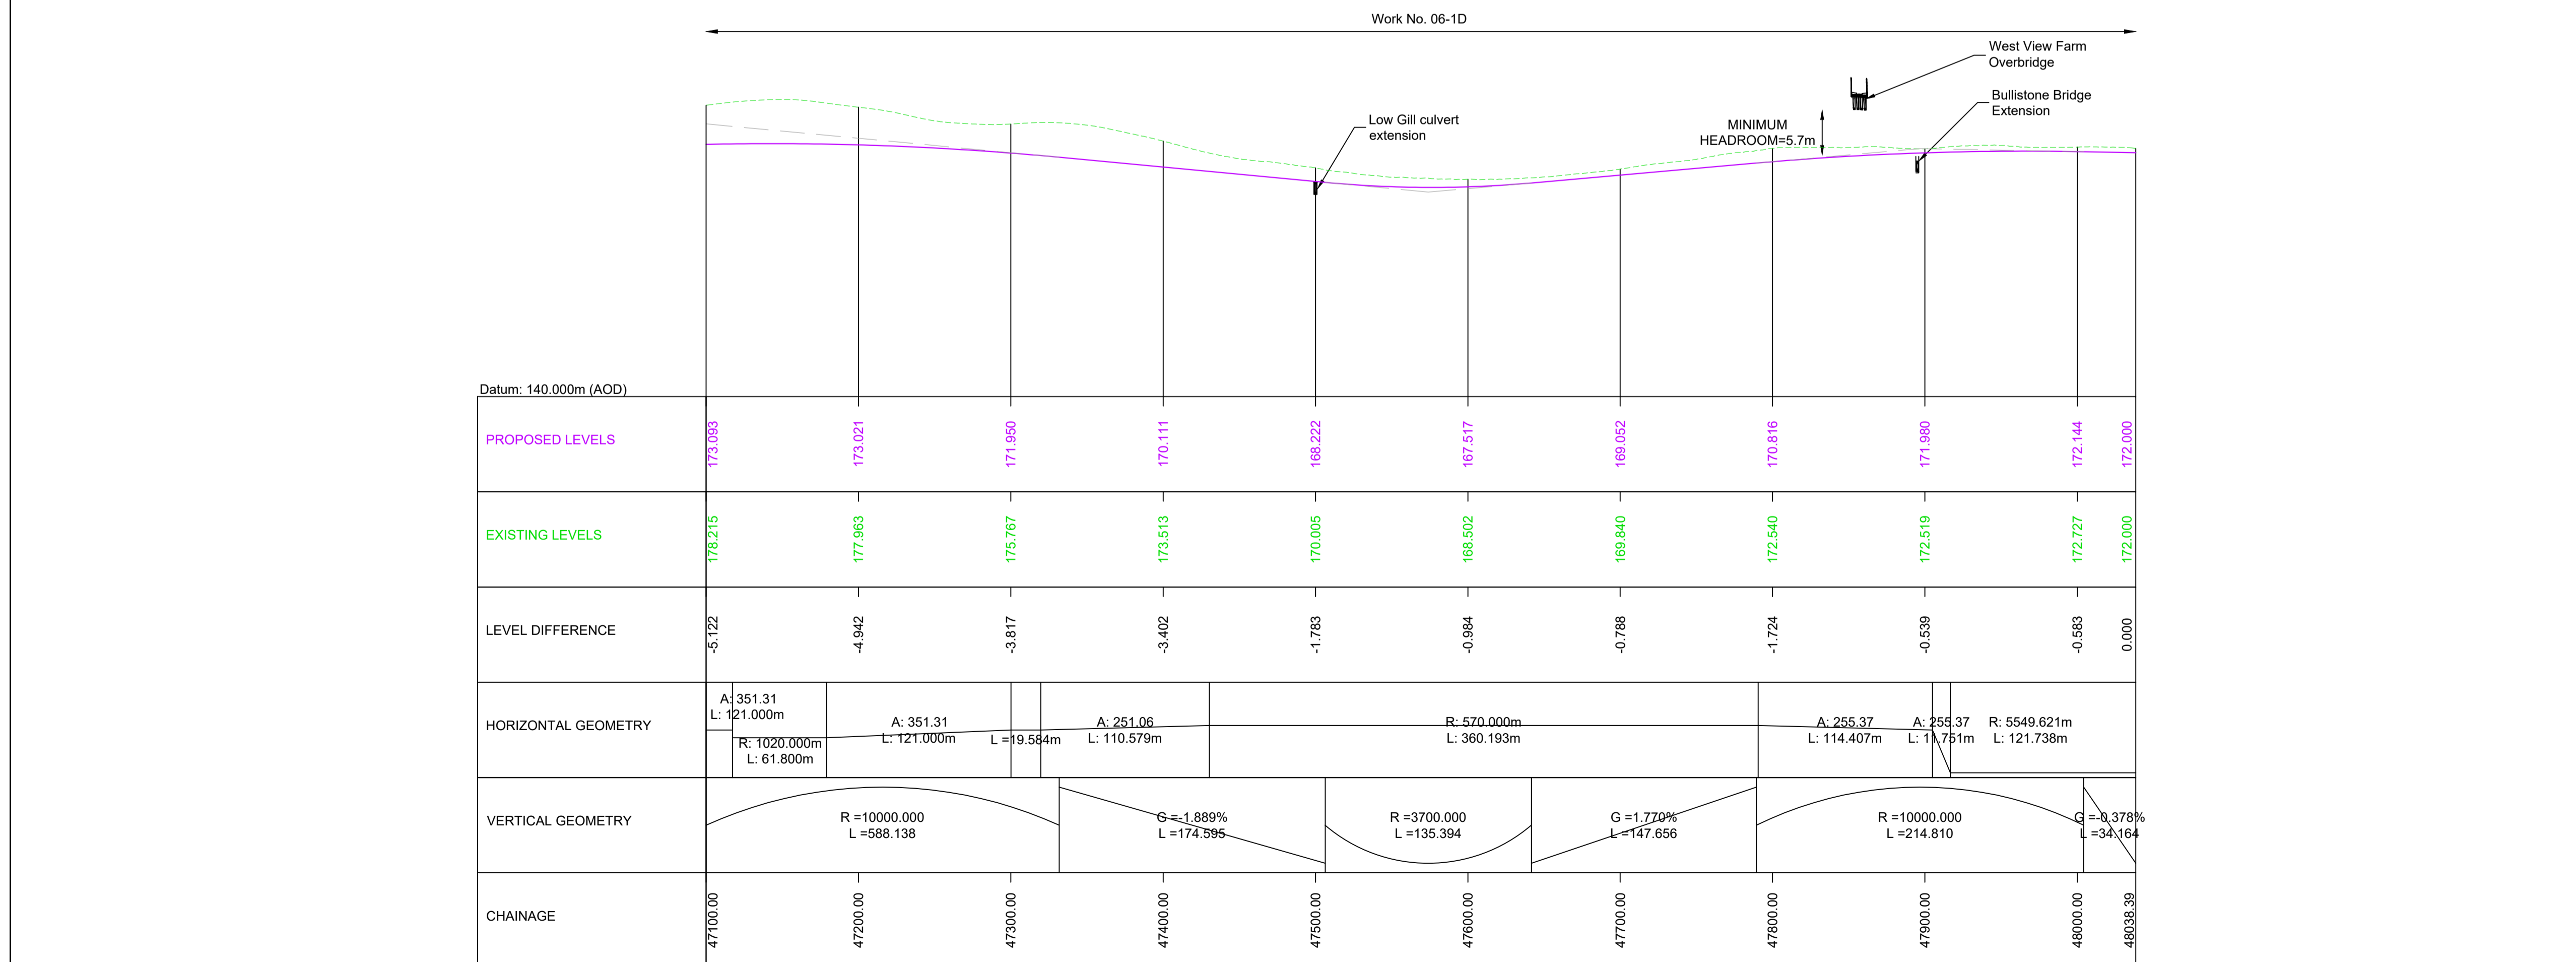 Work No. 06-1D
West View Farm
Overbridge
Bullistone Bridge
Extension
Low Gill culvert
extension
MINIMUM
HEADROOM=5.7m
Datum: 140.000m (AOD)
PROPOSED LEVELS
173.093
173.021
171.950
170.111
168.222
167.517
169.052
170.816
171.980
172.144
172.000
EXISTING LEVELS
178.215
177.963
175.767
173.513
170.005
168.502
169.840
172.540
172.519
172.727
172.000
LEVEL DIFFERENCE
-5.122
-4.942
-3.817
-3.402
-1.783
-0.984
-0.788
-1.724
-0.539
-0.583
0.000
HORIZONTAL GEOMETRY
A: 351.31
L: 121.000m
R: 1020.000m
L: 61.800m
A: 351.31
L: 121.000m
L =19.584m
A: 251.06
L: 110.579m
R: 570.000m
L: 360.193m
A: 255.37
L: 114.407m
A: 255.37
L: 11.751m
R: 5549.621m
L: 121.738m
VERTICAL GEOMETRY
R =10000.000
L =588.138
G =-1.889%
L =174.595
R =3700.000
L =135.394
G =1.770%
L =147.656
R =10000.000
L =214.810
G =-0.378%
L =34.164
CHAINAGE
47100.00
47200.00
47300.00
47400.00
47500.00
47600.00
47700.00
47800.00
47900.00
48000.00
48038.39